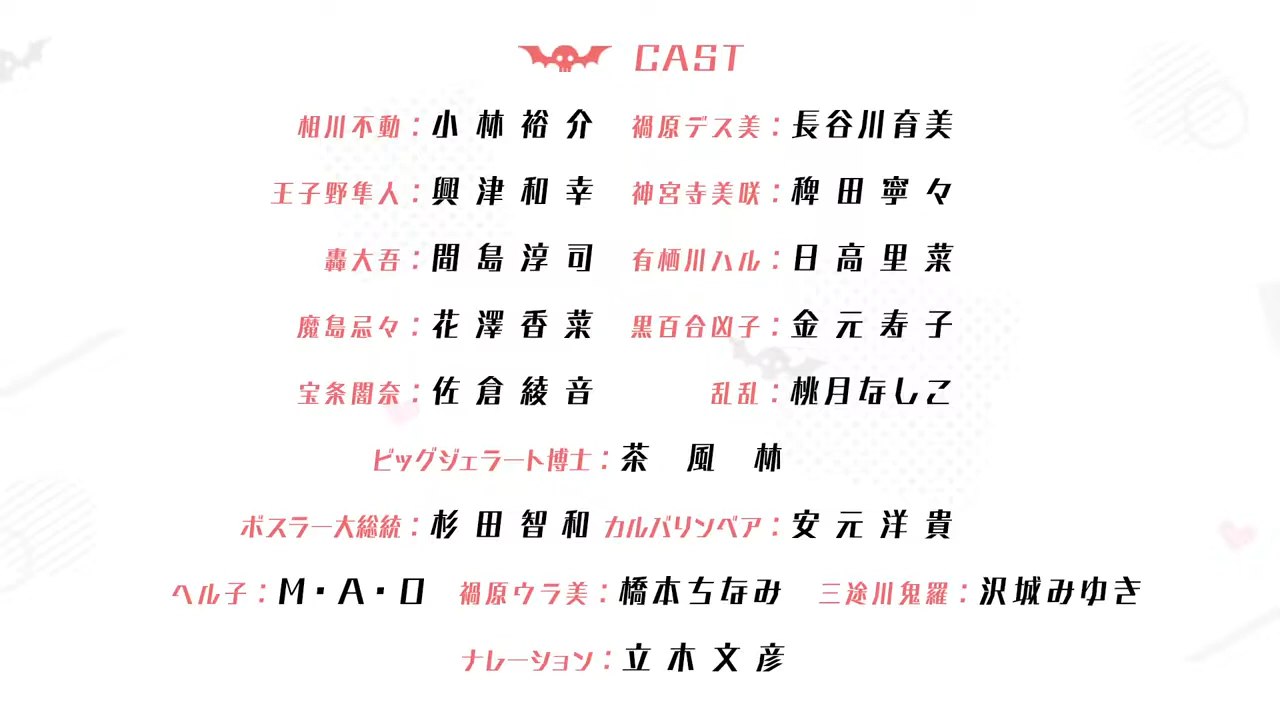 CAST
相川不動：小林裕介 禍原デス美：長谷川育美
王子野隼人：興津和幸 神宮寺美咲：稗田寧々
轟大吾：間島淳司 有栖川ハル：日高里菜
魔島忌々：花澤香菜 黒百合凶子：金元寿子
宝条闇奈：佐倉綾音 乱乱：桃月なしこ
ビッグジェラート博士：茶風林
ボスラー大総統：杉田智和 カルバリンベア：安元洋貴
ヘル子：M・A・O 禍原ウラ美：橋本ちなみ 三途川鬼羅：沢城みゆき
ナレーション：立木文彦